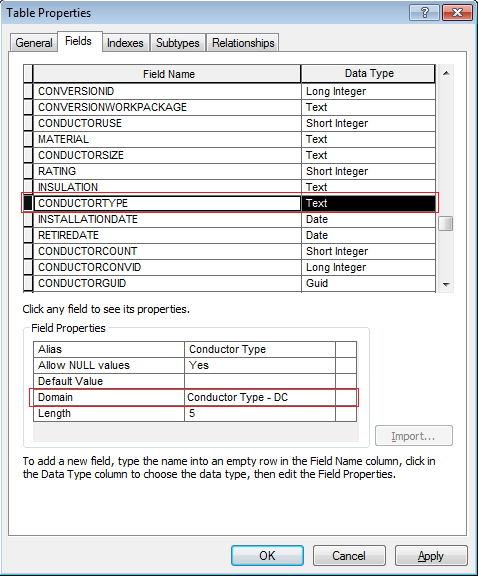 Table Properties
General Fields Indexes Subtypes Relationships
Field Name Data Type
CONVERSIONID Long Integer
CONVERSIONWORKPACKAGE Text
CONDUCTORUSE Short Integer
MATERIAL Text
CONDUCTORSIZE Text
RATING Short Integer
INSULATION Text
CONDUCTORTYPE Text
INSTALLATIONDATE Date
RETIREDATE Date
CONDUCTORCOUNT Short Integer
CONDUCTORCONVID Long Integer
CONDUCTORGUID Guid
Click any field to see its properties.
Field Properties
Alias Conductor Type
Allow NULL values Yes
Default Value
Domain Conductor Type - DC
Length 5
Import...
To add a new field, type the name into an empty row in the Field Name column, click in
the Data Type column to choose the data type, then edit the Field Properties.
OK Cancel Apply